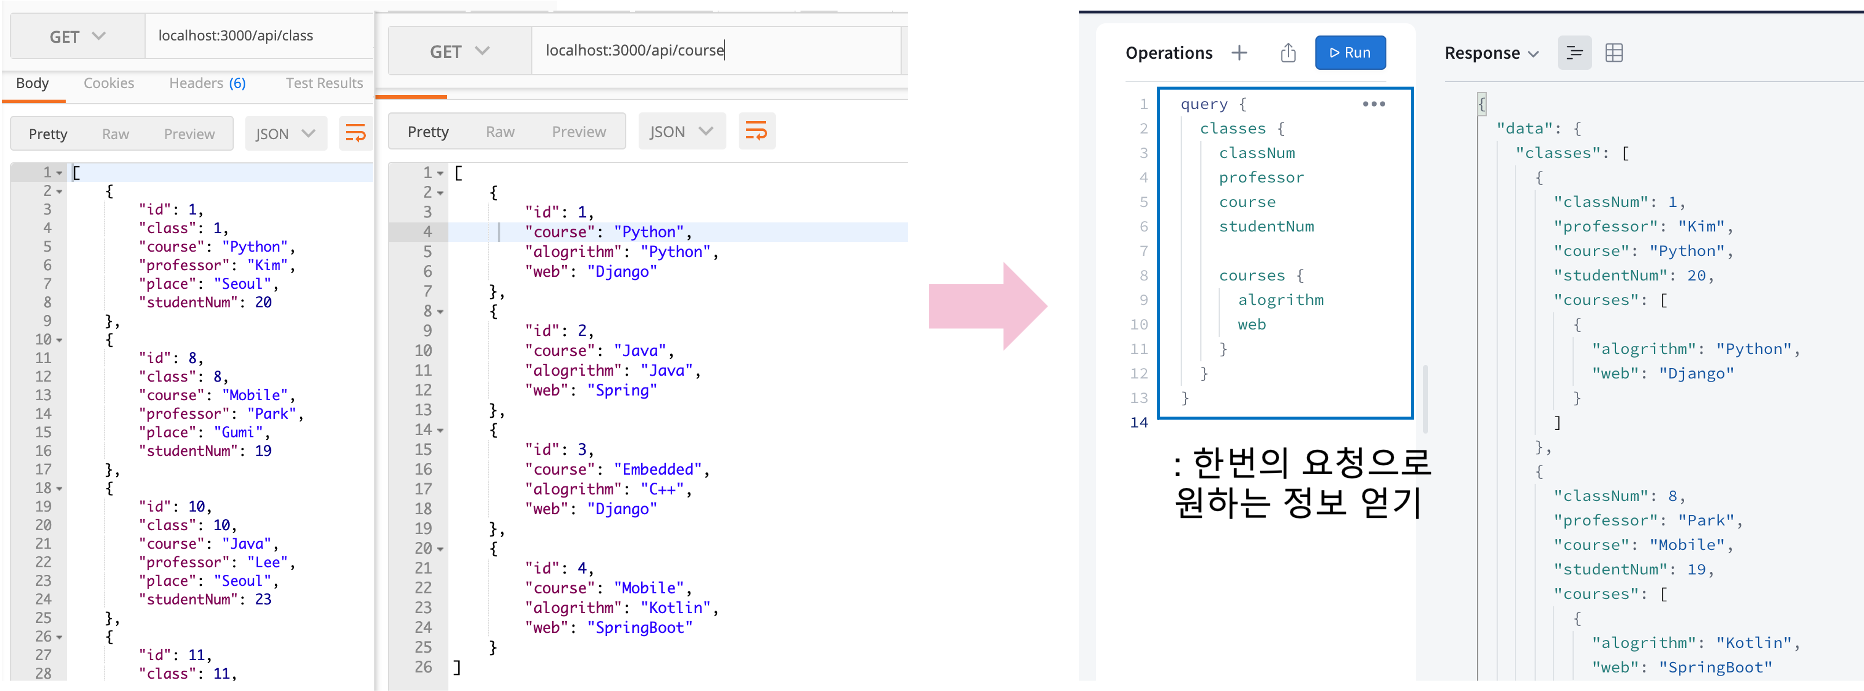 GET
localhost:3000/api/class
Body Cookies Headers (6) Test Results
Pretty Raw Preview JSON
1 [
2 {
3 "id": 1,
4 "class": 1,
5 "course": "Python",
6 "professor": "Kim",
7 "place": "Seoul",
8 "studentNum": 20
9 },
10 {
11 "id": 8,
12 "class": 8,
13 "course": "Mobile",
14 "professor": "Park",
15 "place": "Gumi",
16 "studentNum": 19
17 },
18 {
19 "id": 10,
20 "class": 10,
21 "course": "Java",
22 "professor": "Lee",
23 "place": "Seoul",
24 "studentNum": 23
25 },
26 {
27 "id": 11,
28 "class": 11,
GET
localhost:3000/api/course
Pretty Raw Preview JSON
1 [
2 {
3 "id": 1,
4 "course": "Python",
5 "alogrithm": "Python",
6 "web": "Django"
7 },
8 {
9 "id": 2,
10 "course": "Java",
11 "alogrithm": "Java",
12 "web": "Spring"
13 },
14 {
15 "id": 3,
16 "course": "Embedded",
17 "alogrithm": "C++",
18 "web": "Django"
19 },
20 {
21 "id": 4,
22 "course": "Mobile",
23 "alogrithm": "Kotlin",
24 "web": "SpringBoot"
25 }
26 ]
Operations Run
1 query {
2 classes {
3 classNum
4 professor
5 course
6 studentNum
7
8 courses {
9 alogrithm
10 web
11 }
12 }
13 }
14
: 한번의 요청으로
원하는 정보 얻기
Response
{
"data": {
"classes": [
{
"classNum": 1,
"professor": "Kim",
"course": "Python",
"studentNum": 20,
"courses": [
{
"alogrithm": "Python",
"web": "Django"
}
]
},
{
"classNum": 8,
"professor": "Park",
"course": "Mobile",
"studentNum": 19,
"courses": [
{
"alogrithm": "Kotlin",
"web": "SpringBoot"